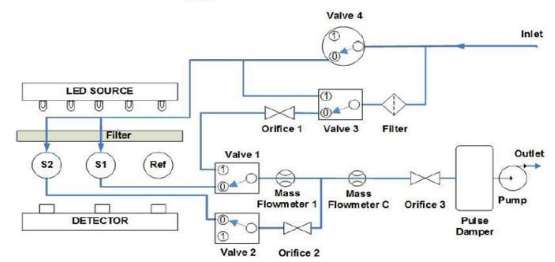 Valve 4
Inlet
1
0
LED SOURCE
1
0
Orifice 1
Valve 3
Filter
Filter
S2
S1
Ref
Valve 1
1
0
Mass
Flowmeter 1
Mass
Flowmeter C
Orifice 3
Pulse
Damper
Outlet
Pump
DETECTOR
0
1
Valve 2
Orifice 2